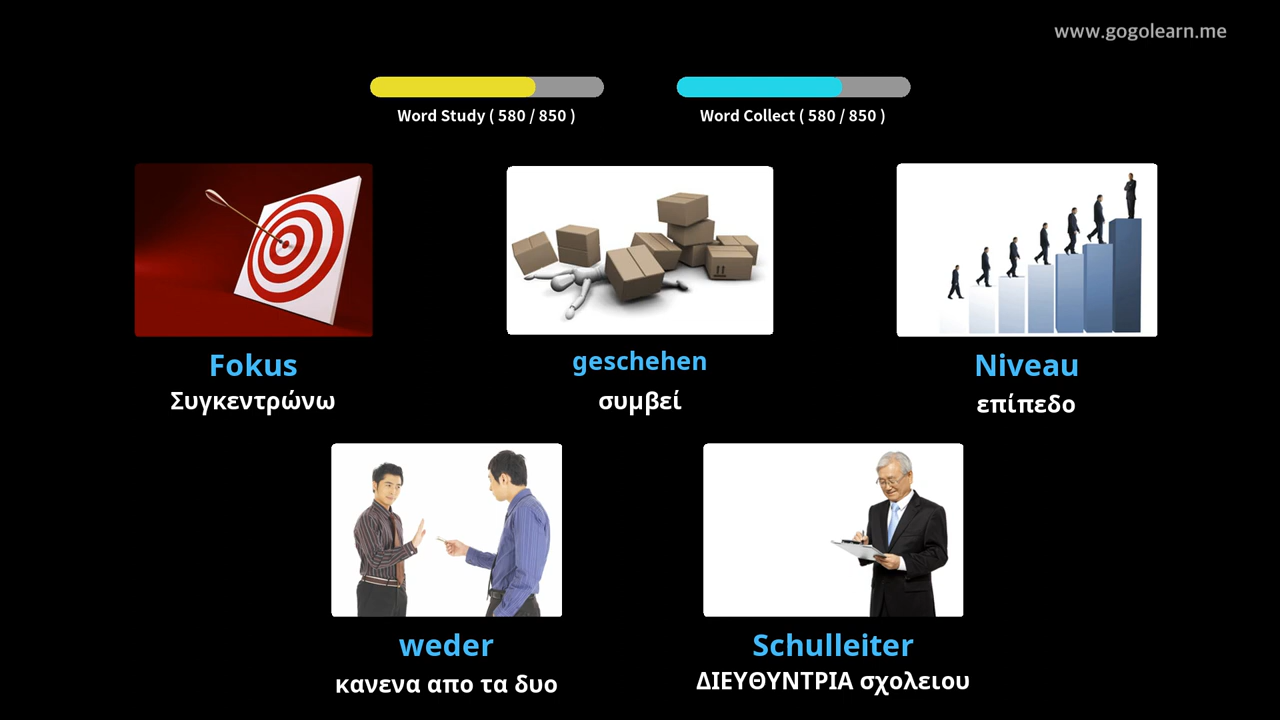 www.gogolearn.me
Word Study ( 580 / 850 )
Word Collect ( 580 / 850 )
Fokus
Συγκεντρώνω
geschehen
συμβεί
Niveau
επίπεδο
weder
κανενα απο τα δυο
Schulleiter
ΔΙΕΥΘΥΝΤΡΙΑ σχολειου